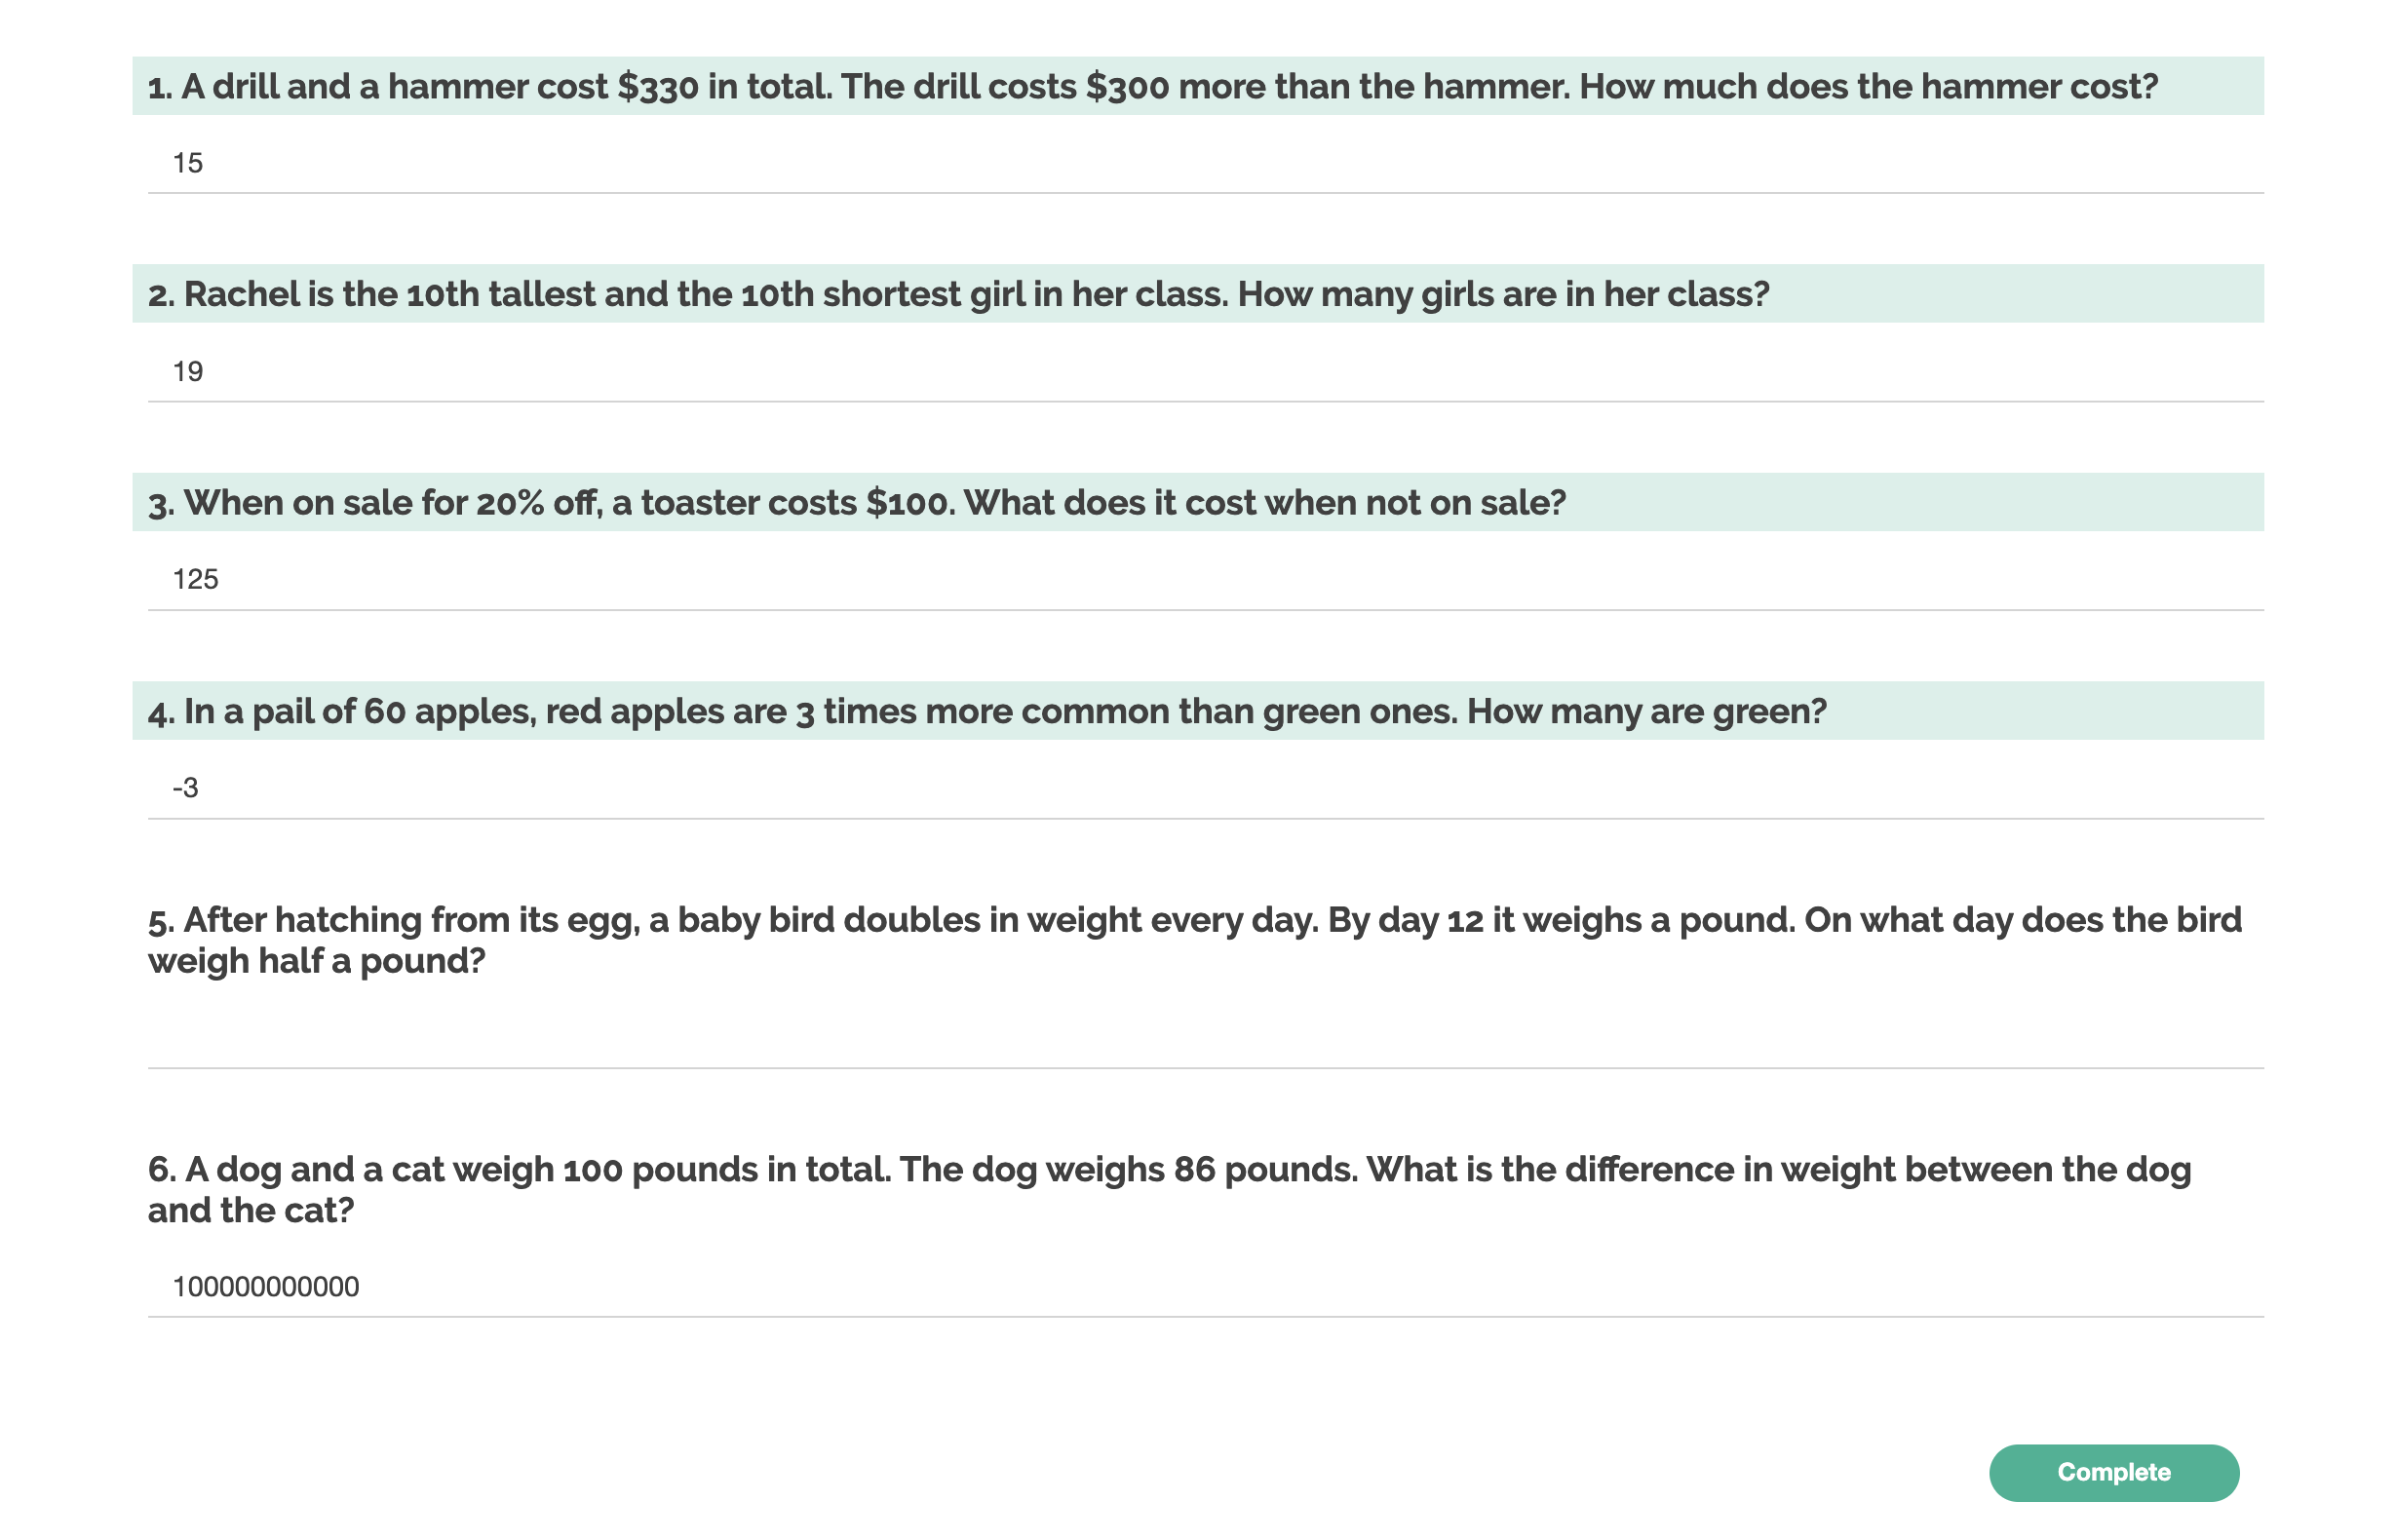 1. A drill and a hammer cost $330 in total. The drill costs $300 more than the hammer. How much does the hammer cost?
15
2. Rachel is the 10th tallest and the 10th shortest girl in her class. How many girls are in her class?
19
3. When on sale for 20% off, a toaster costs $100. What does it cost when not on sale?
125
4. In a pail of 60 apples, red apples are 3 times more common than green ones. How many are green?
-3
5. After hatching from its egg, a baby bird doubles in weight every day. By day 12 it weighs a pound. On what day does the bird
weigh half a pound?
6. A dog and a cat weigh 100 pounds in total. The dog weighs 86 pounds. What is the difference in weight between the dog
and the cat?
100000000000
Complete